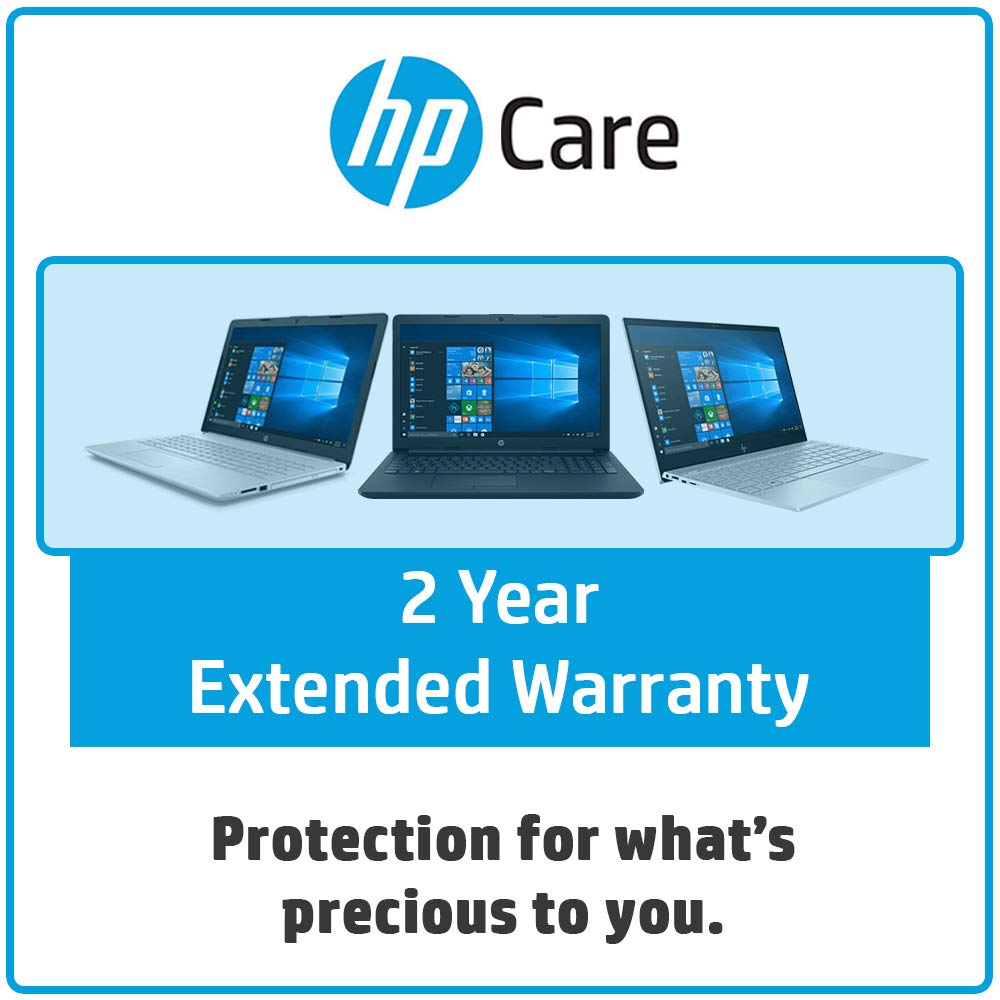 hp Care
2 Year
Extended Warranty
Protection for what's
precious to you.